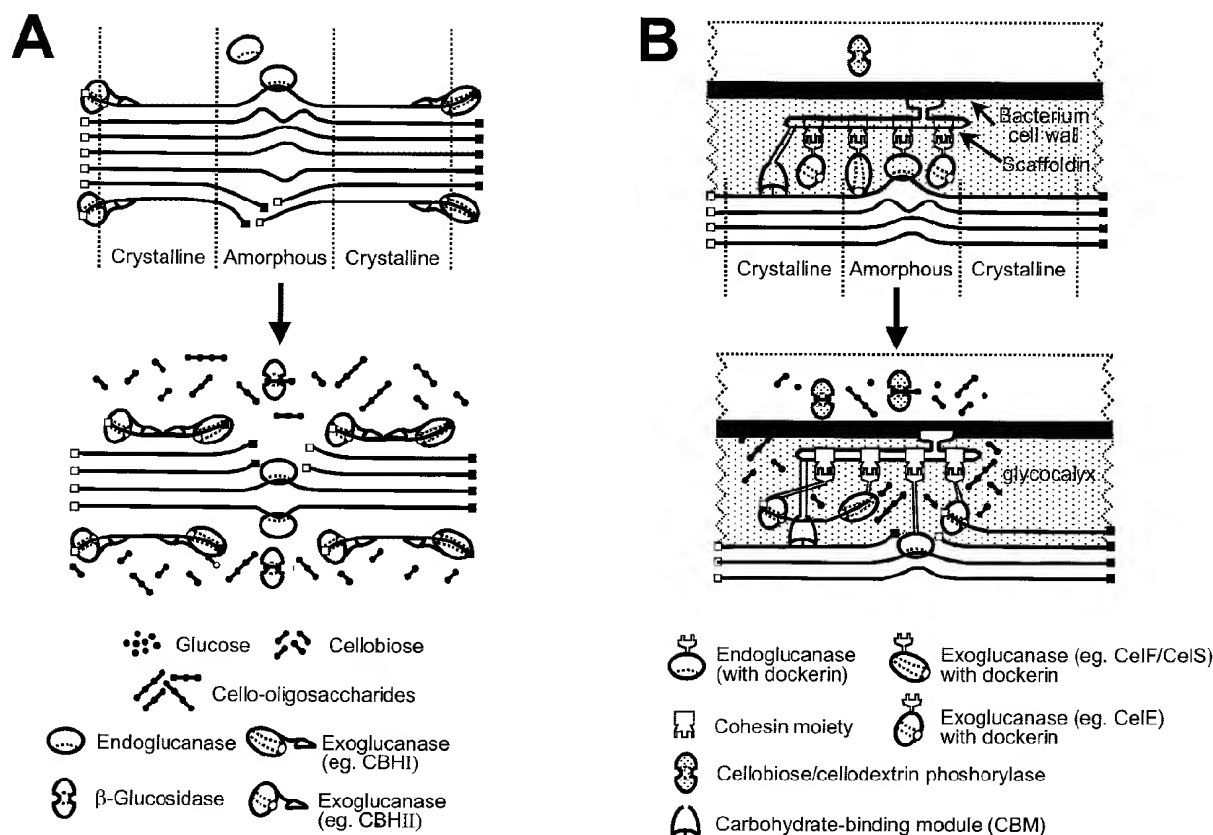 A
Crystalline
Amorphous
Crystalline
Glucose
Cellobiose
Cello-oligosaccharides
Endoglucanase
Exoglucanase
(eg. CBHI)
β-Glucosidase
Exoglucanase
(eg. CBHII)
B
Bacterium
cell wall
Scaffoldin
Crystalline
Amorphous
Crystalline
glycocalyx
Endoglucanase
(with dockerin)
Exoglucanase (eg. CelF/CelS)
with dockerin
Cohesin moiety
Exoglucanase (eg. CelE)
with dockerin
Cellobiose/cellodextrin phoshorylase
Carbohydrate-binding module (CBM)